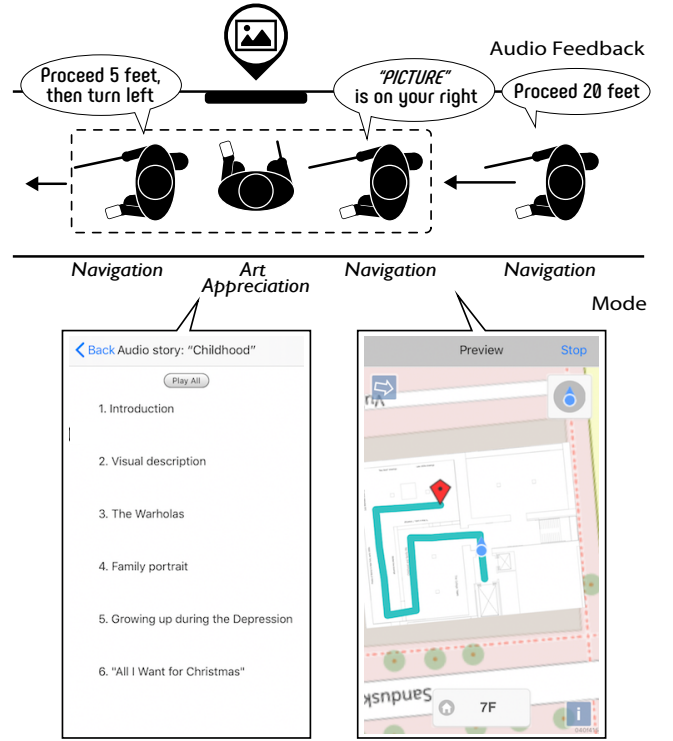 Audio Feedback
Proceed 5 feet,
then turn left
"PICTURE"
is on your right
Proceed 20 feet
Navigation
Art
Appreciation
Navigation
Navigation
Mode
Back Audio story: "Childhood"
Play All
1. Introduction
2. Visual description
3. The Warholas
4. Family portrait
5. Growing up during the Depression
6. "All I Want for Christmas"
Preview
Stop
Sandusk
7F
i